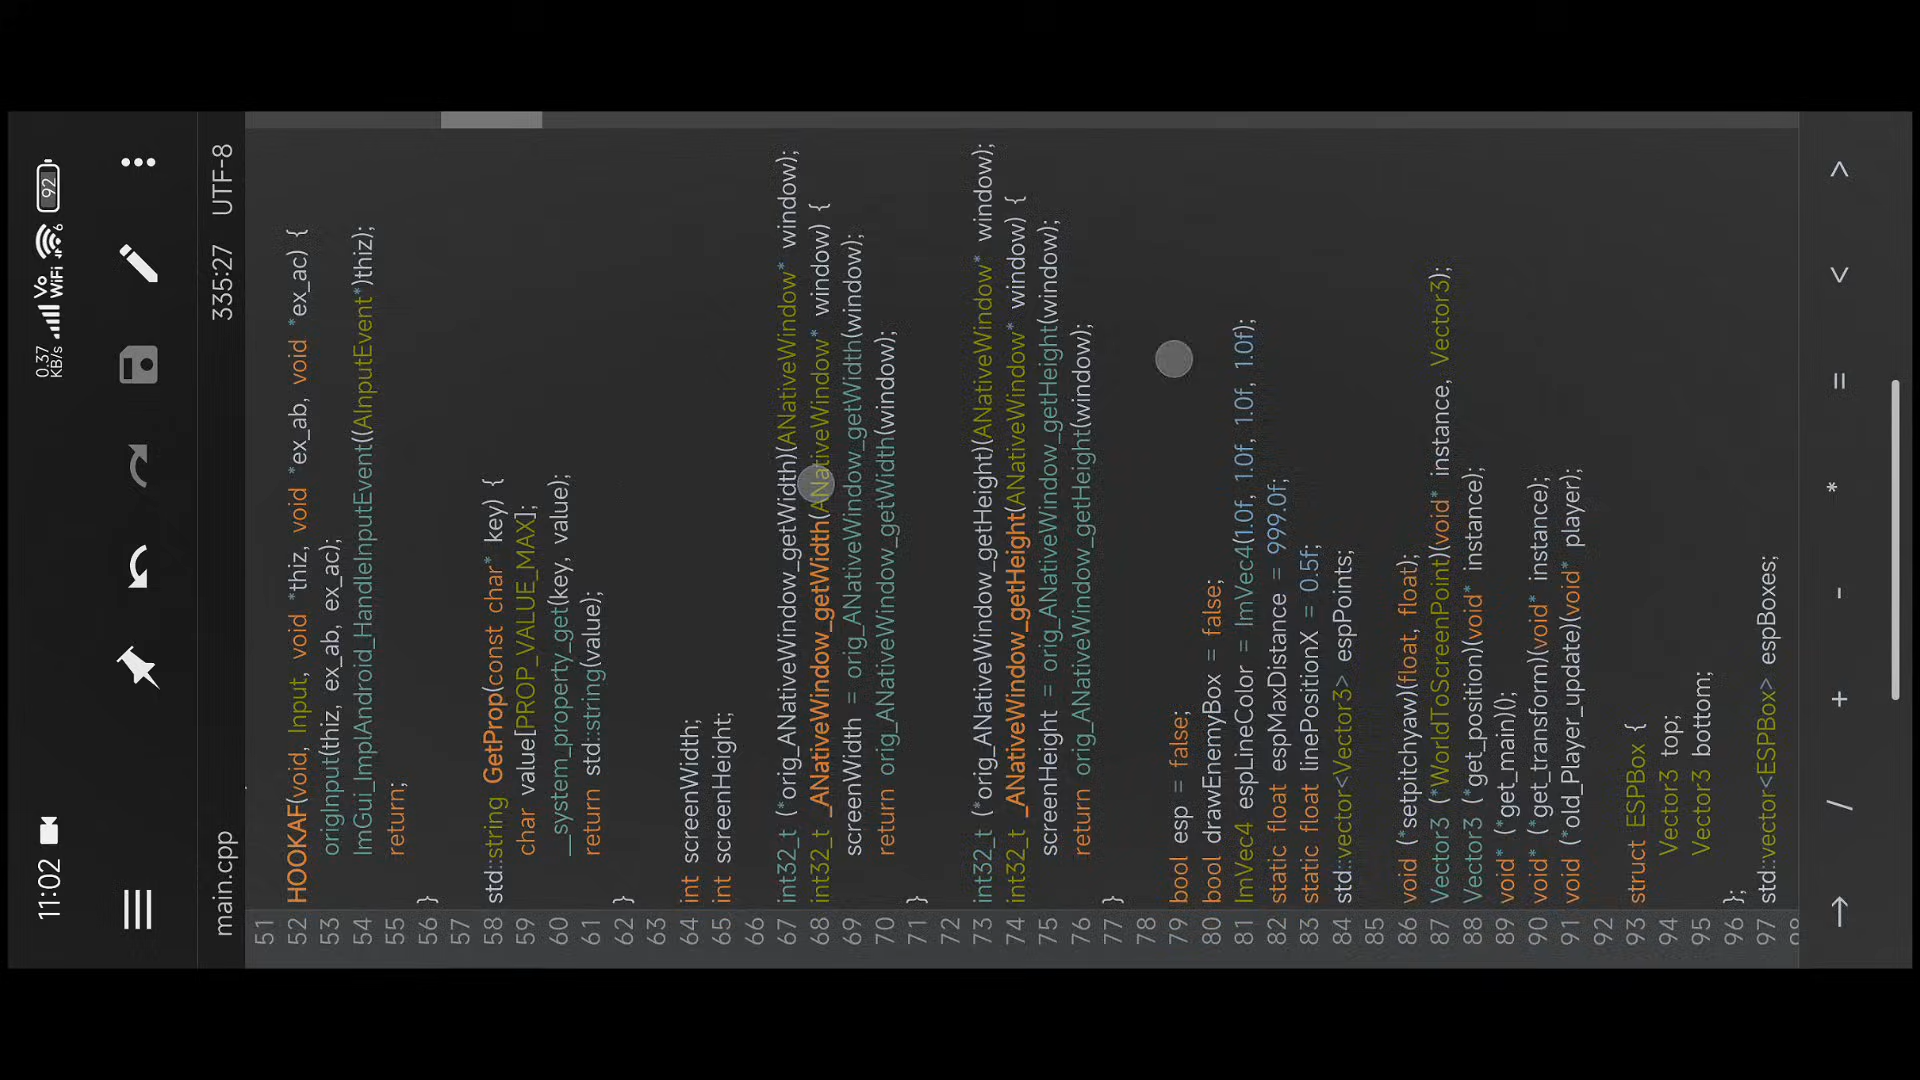 11:02
0.37 KB/s
Vo WiFi
6
92
main.cpp
335:27
UTF-8
51
52 HOOKAF(void, Input, void *thiz, void *ex_ab, void *ex_ac) {
53 origInput(thiz, ex_ab, ex_ac);
54 ImGui_ImplAndroid_HandleInputEvent((AInputEvent*)thiz);
55 return;
56 }
57
58 std::string GetProp(const char* key) {
59 char value[PROP_VALUE_MAX];
60 __system_property_get(key, value);
61 return std::string(value);
62 }
63
64 int screenWidth;
65 int screenHeight;
66
67 int32_t (*orig_ANativeWindow_getWidth)(ANativeWindow* window);
68 int32_t _ANativeWindow_getWidth(ANativeWindow* window) {
69 screenWidth = orig_ANativeWindow_getWidth(window);
70 return orig_ANativeWindow_getWidth(window);
71 }
72
73 int32_t (*orig_ANativeWindow_getHeight)(ANativeWindow* window);
74 int32_t _ANativeWindow_getHeight(ANativeWindow* window) {
75 screenHeight = orig_ANativeWindow_getHeight(window);
76 return orig_ANativeWindow_getHeight(window);
77 }
78
79 bool esp = false;
80 bool drawEnemyBox = false;
81 ImVec4 espLineColor = ImVec4(1.0f, 1.0f, 1.0f, 1.0f);
82 static float espMaxDistance = 999.0f;
83 static float linePositionX = 0.5f;
84 std::vector<Vector3> espPoints;
85
86 void (*setpitchyaw)(float, float);
87 Vector3 (*WorldToScreenPoint)(void* instance, Vector3);
88 Vector3 (*get_position)(void* instance);
89 void* (*get_main)();
90 void* (*get_transform)(void* instance);
91 void (*old_Player_update)(void* player);
92
93 struct ESPBox {
94 Vector3 top;
95 Vector3 bottom;
96 };
97 std::vector<ESPBox> espBoxes;
98
→ / + - * = < >